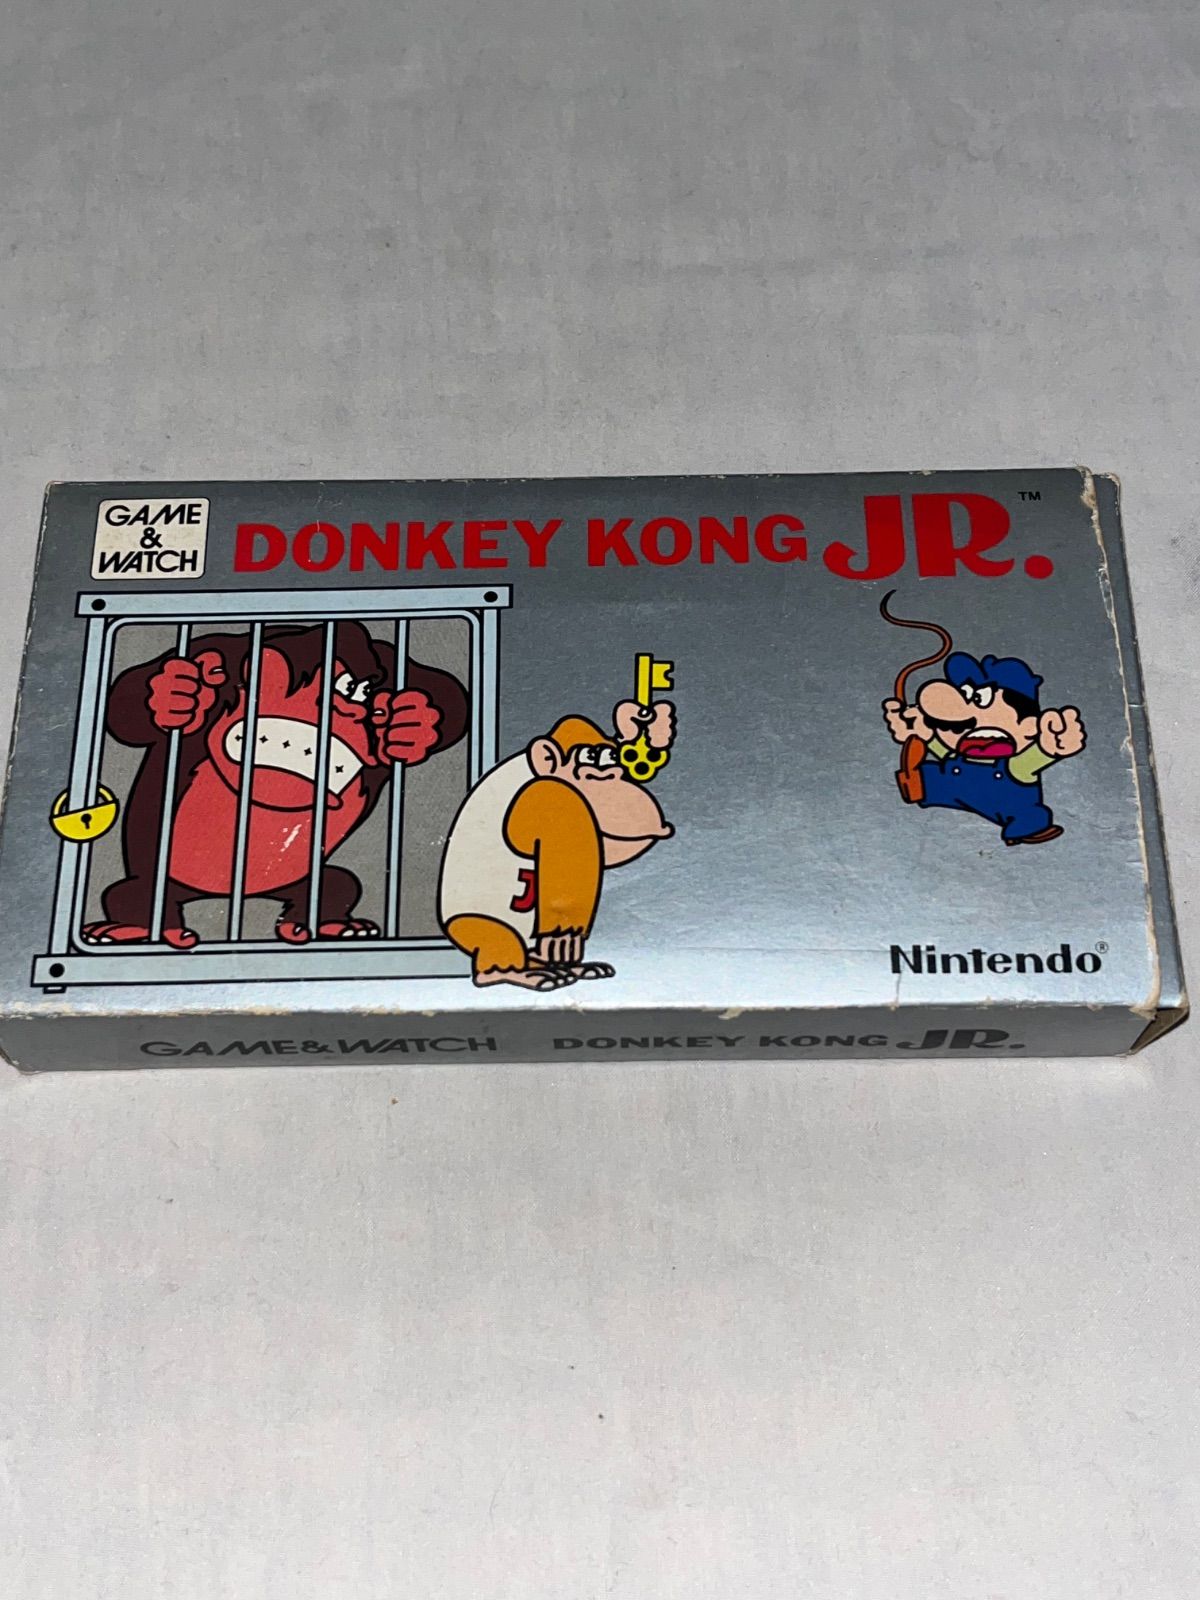 GAME
&
WATCH
DONKEY KONG JR.™
J
Nintendo®
GAME&WATCH DONKEY KONG JR.